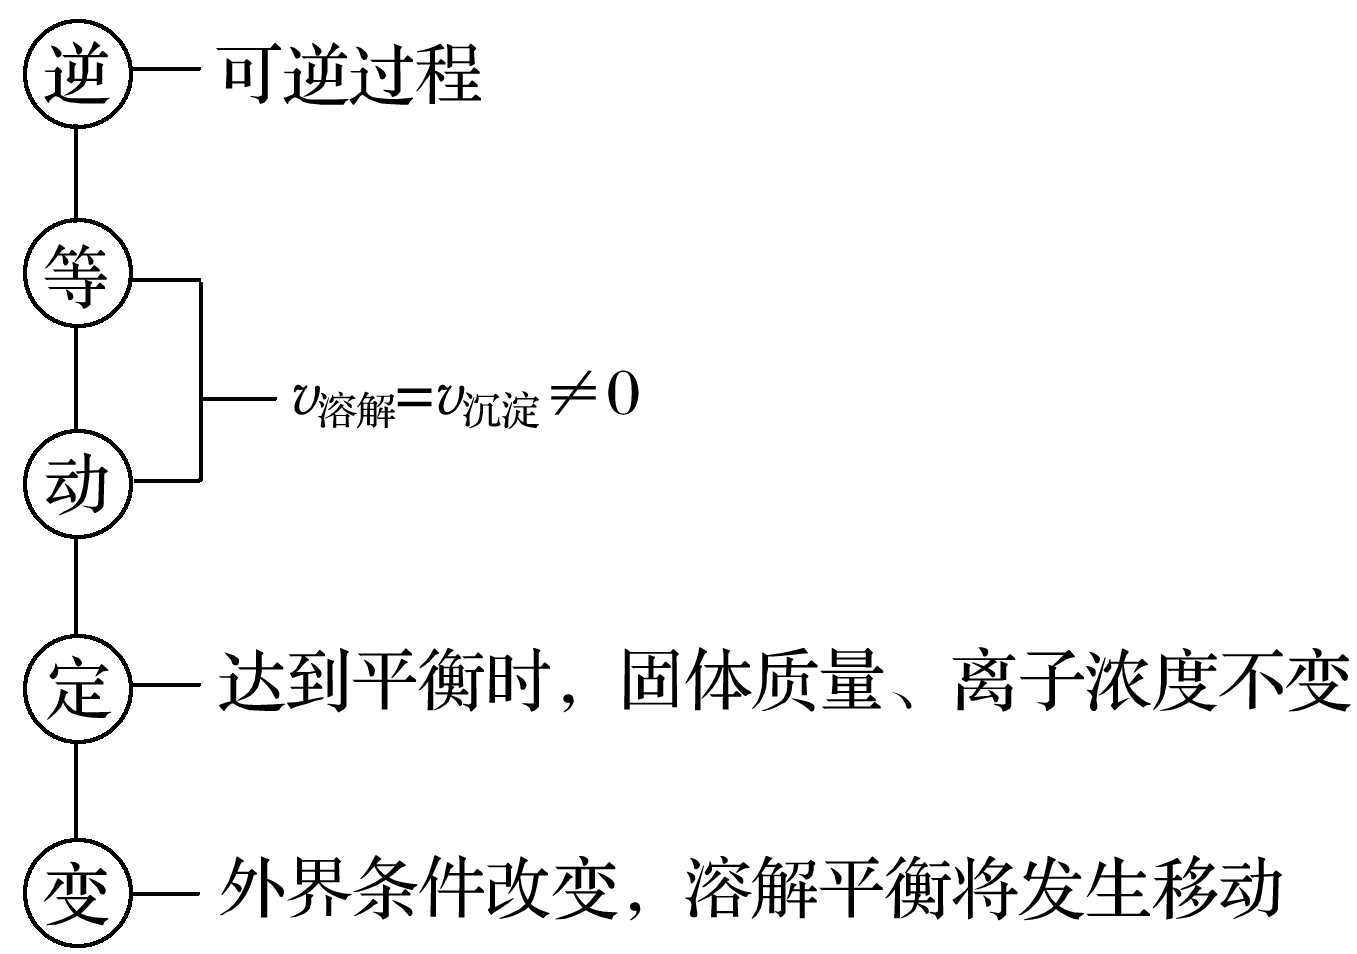 逆 可逆过程
等
v溶解=v沉淀≠0
动
定 达到平衡时，固体质量、离子浓度不变
变 外界条件改变，溶解平衡将发生移动